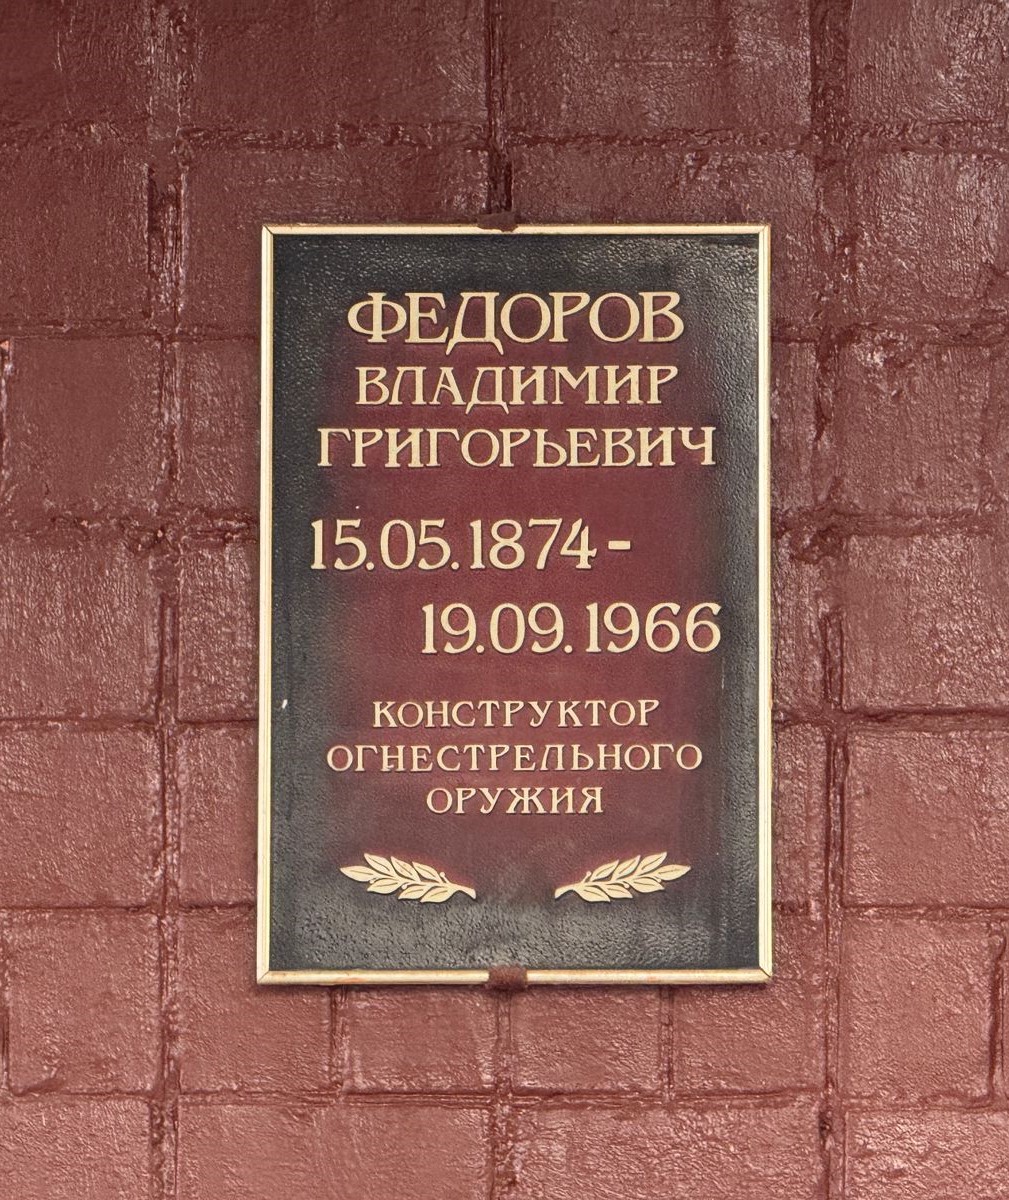 ФЕДОРОВ
ВЛАДИМИР
ГРИГОРЬЕВИЧ
15.05.1874-
19.09.1966
КОНСТРУКТОР
ОГНЕСТРЕЛЬНОГО
ОРУЖИЯ